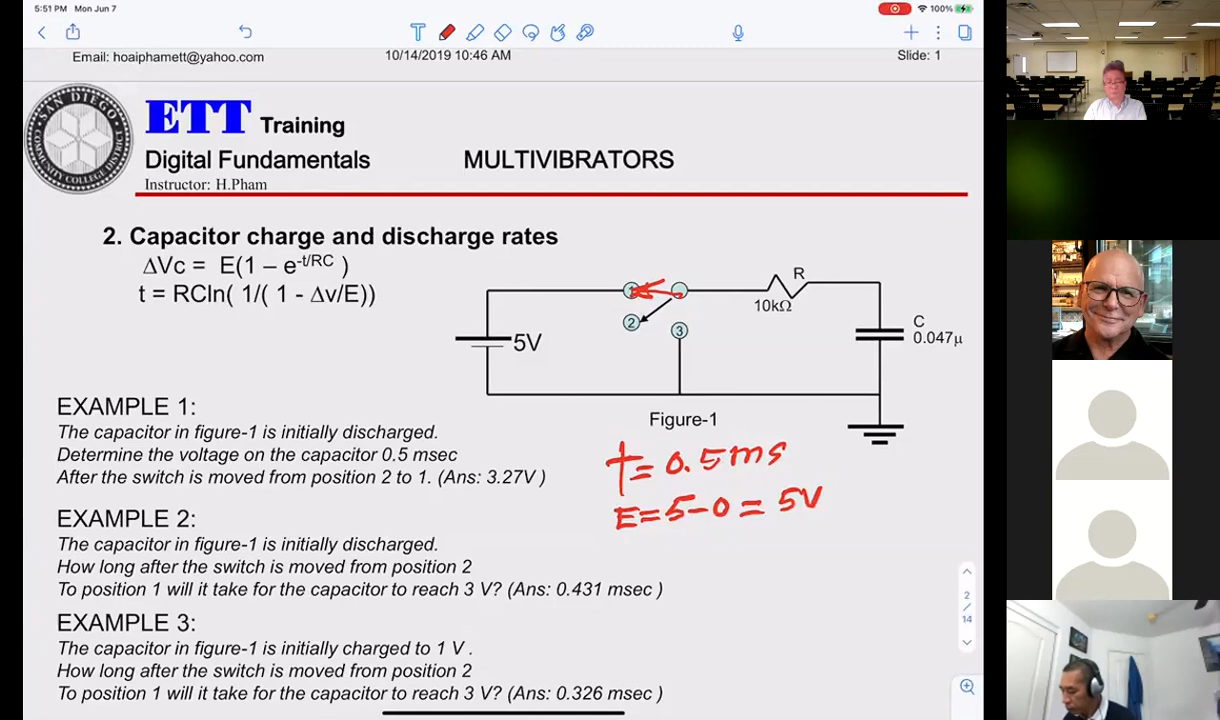 5:51 PM Mon Jun 7
100%
T
Email: hoaiphamett@yahoo.com
10/14/2019 10:46 AM
Slide: 1
SAN DIEGO
COMMUNITY COLLEGE DISTRICT
ETT Training
Digital Fundamentals
MULTIVIBRATORS
Instructor: H.Pham
2. Capacitor charge and discharge rates
ΔVc = E(1 – e-t/RC )
t = RCln( 1/( 1 - Δv/E))
1
2
3
R
10kΩ
C
0.047μ
5V
Figure-1
EXAMPLE 1:
The capacitor in figure-1 is initially discharged.
Determine the voltage on the capacitor 0.5 msec
After the switch is moved from position 2 to 1. (Ans: 3.27V )
t = 0.5ms
E = 5-0 = 5V
EXAMPLE 2:
The capacitor in figure-1 is initially discharged.
How long after the switch is moved from position 2
To position 1 will it take for the capacitor to reach 3 V? (Ans: 0.431 msec )
EXAMPLE 3:
The capacitor in figure-1 is initially charged to 1 V .
How long after the switch is moved from position 2
To position 1 will it take for the capacitor to reach 3 V? (Ans: 0.326 msec )
2
/
14